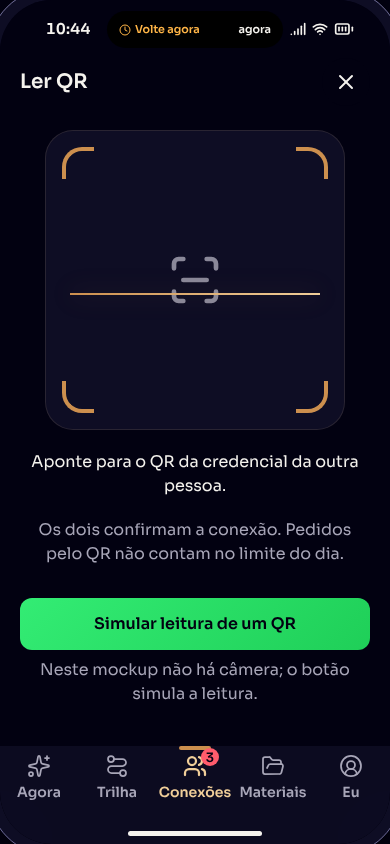 10:44
Volte agora
agora
Ler QR
Aponte para o QR da credencial da outra
pessoa.
Os dois confirmam a conexão. Pedidos
pelo QR não contam no limite do dia.
Simular leitura de um QR
Neste mockup não há câmera; o botão
simula a leitura.
3
Agora
Trilha
Conexões
Materiais
Eu